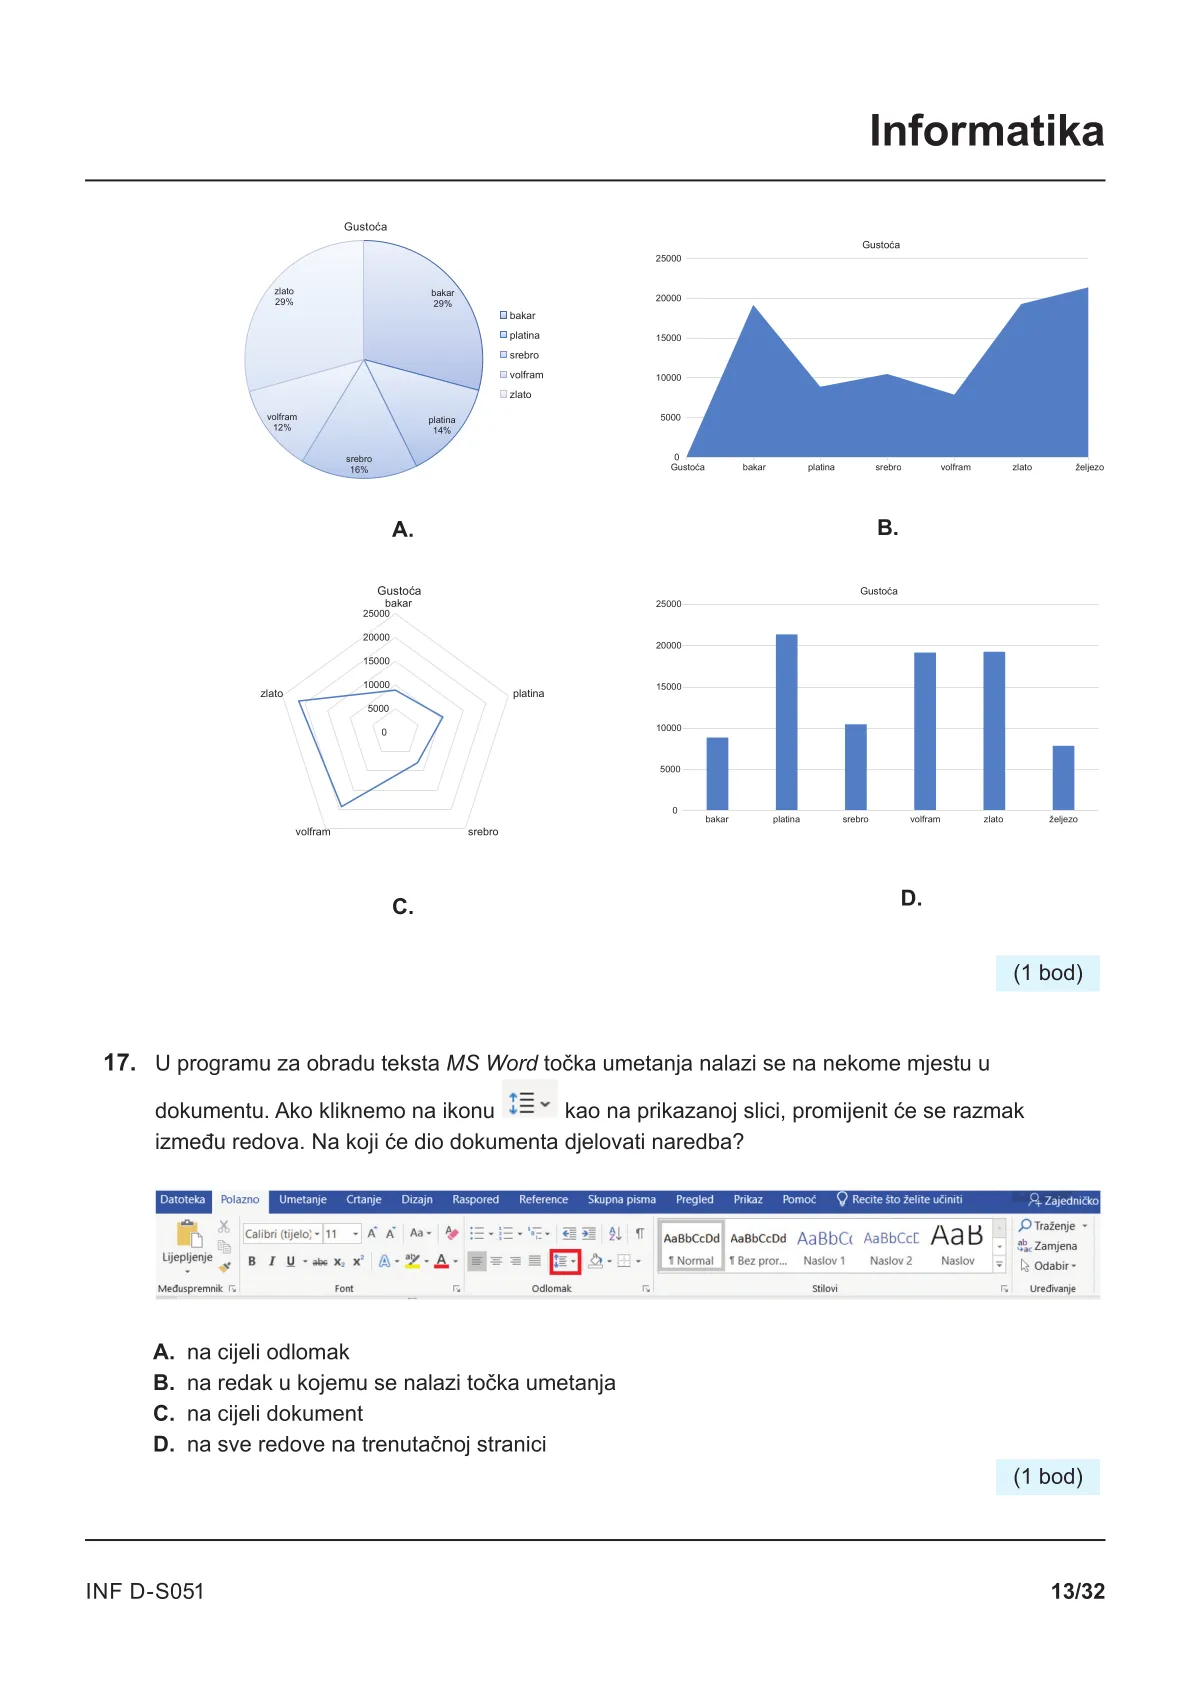 Informatika
Gustoća
zlato
29%
bakar
29%
volfram
12%
platina
14%
srebro
16%
bakar
platina
srebro
volfram
zlato
A.
Gustoća
25000
20000
15000
10000
5000
0
Gustoća bakar platina srebro volfram zlato željezo
B.
Gustoća
bakar
25000
20000
15000
10000
5000
0
zlato
platina
volfram
srebro
C.
Gustoća
25000
20000
15000
10000
5000
0
bakar platina srebro volfram zlato željezo
D.
(1 bod)
17. U programu za obradu teksta MS Word točka umetanja nalazi se na nekome mjestu u
dokumentu. Ako kliknemo na ikonu kao na prikazanoj slici, promijenit će se razmak
između redova. Na koji će dio dokumenta djelovati naredba?
Datoteka Polazno Umetanje Crtanje Dizajn Raspored Reference Skupna pisma Pregled Prikaz Pomoć Recite što želite učiniti Zajedničko
Lijepljenje
Calibri (tijelo) 11 A A Aa A
B I U abc X₂ X² A aby A
AaBbCcDd AaBbCcDd AaBbCc AaBbCcD AaB
¶ Normal ¶ Bez pror... Naslov 1 Naslov 2 Naslov
Traženje
Zamjena
Odabir
Međuspremnik Font Odlomak Stilovi Uređivanje
A. na cijeli odlomak
B. na redak u kojemu se nalazi točka umetanja
C. na cijeli dokument
D. na sve redove na trenutačnoj stranici
(1 bod)
INF D-S051
13/32